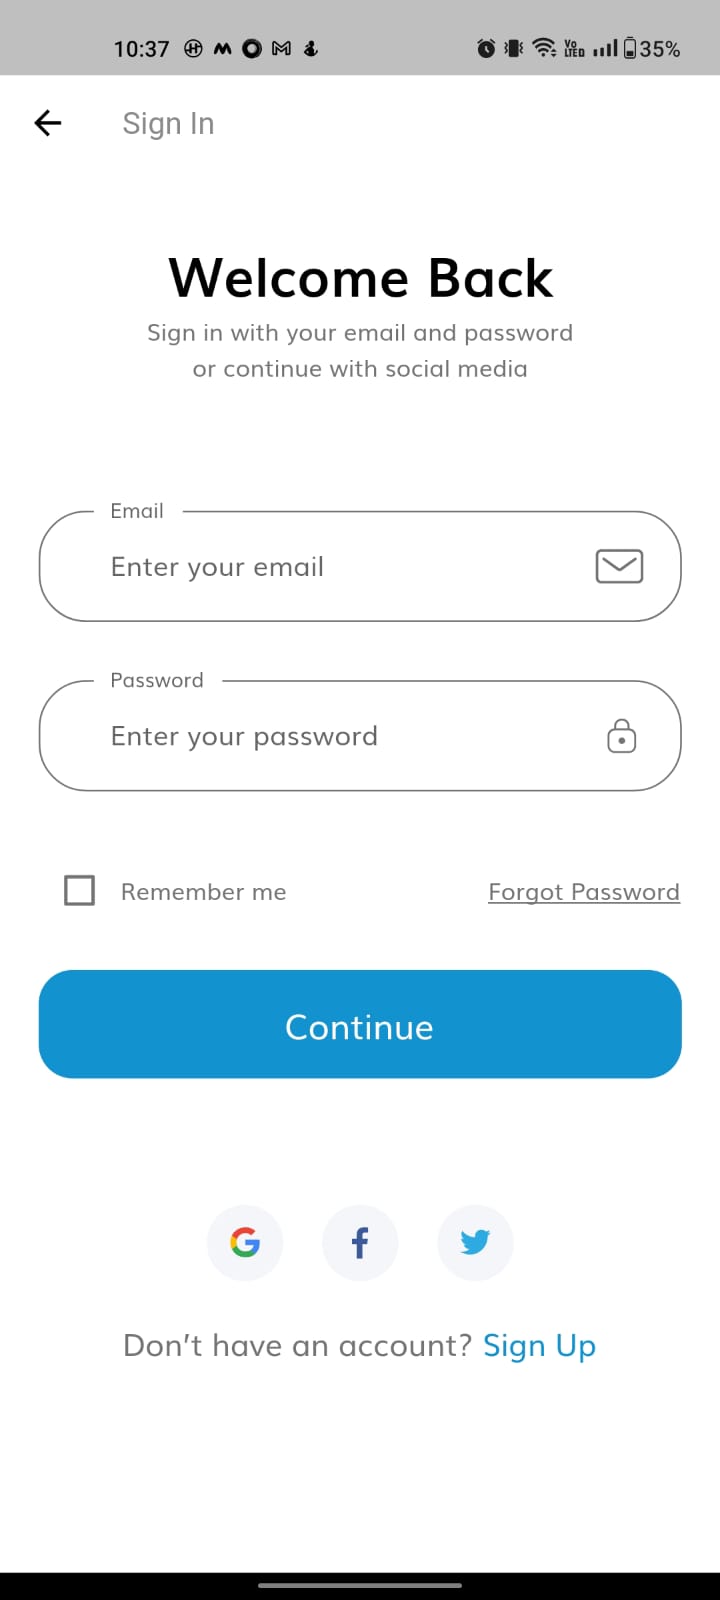 10:37
35%
Sign In
Welcome Back
Sign in with your email and password
or continue with social media
Email
Enter your email
Password
Enter your password
Remember me
Forgot Password
Continue
Don't have an account? Sign Up